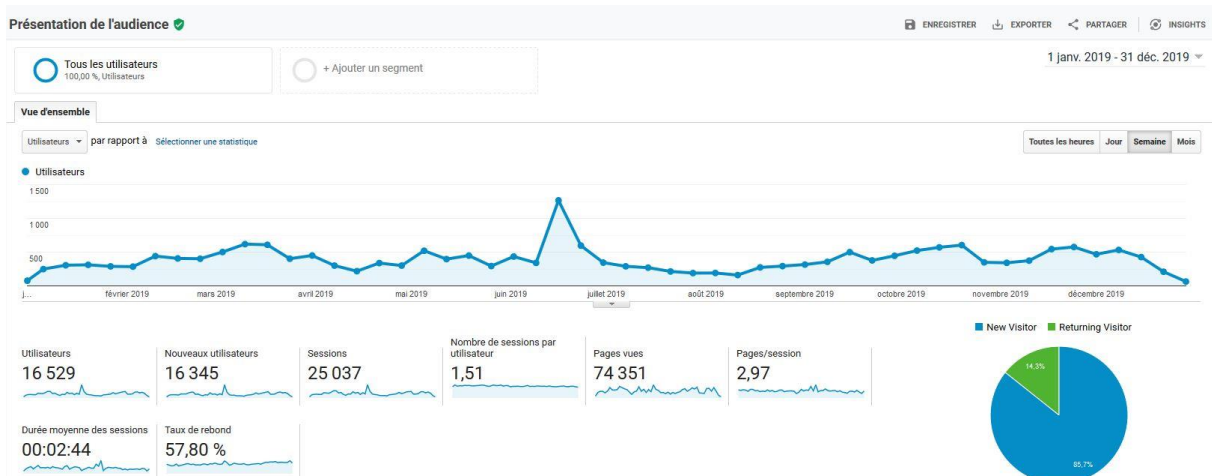 Présentation de l'audience
ENREGISTRER EXPORTER PARTAGER INSIGHTS
Tous les utilisateurs
100,00 %, Utilisateurs
+ Ajouter un segment
1 janv. 2019 - 31 déc. 2019
Vue d'ensemble
Utilisateurs par rapport à Sélectionner une statistique
Toutes les heures Jour Semaine Mois
Utilisateurs
1 500
1 000
500
j... février 2019 mars 2019 avril 2019 mai 2019 juin 2019 juillet 2019 août 2019 septembre 2019 octobre 2019 novembre 2019 décembre 2019
New Visitor Returning Visitor
Utilisateurs
16 529
Nouveaux utilisateurs
16 345
Sessions
25 037
Nombre de sessions par
utilisateur
1,51
Pages vues
74 351
Pages/session
2,97
14,3%
85,7%
Durée moyenne des sessions
00:02:44
Taux de rebond
57,80 %